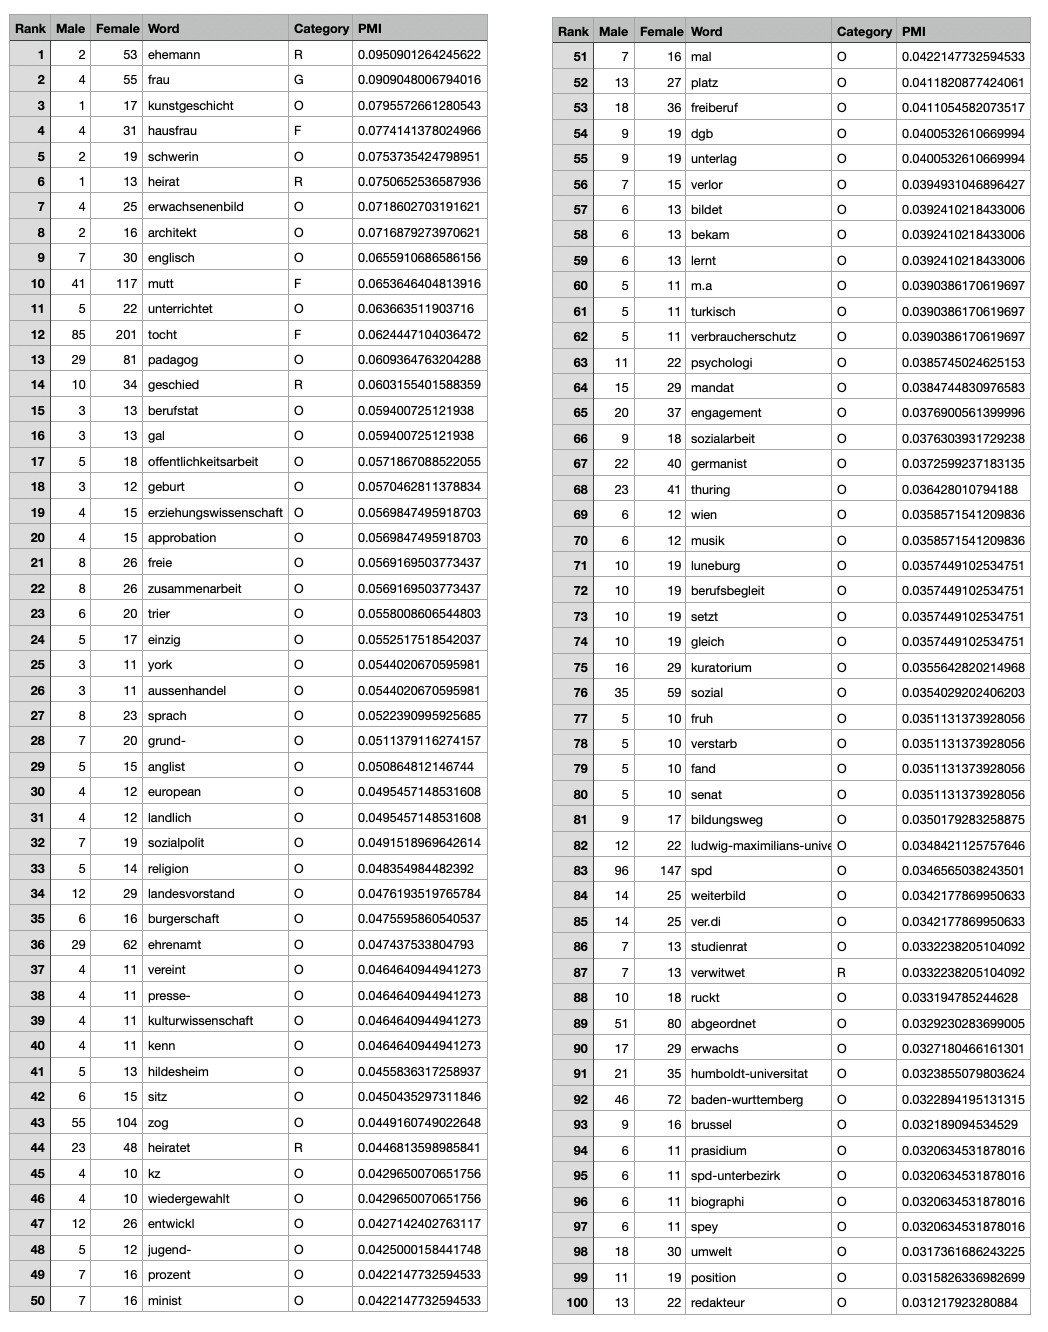 Rank Male Female Word Category PMI
1 2 53 ehemann R 0.0950901264245622
2 4 55 frau G 0.0909048006794016
3 1 17 kunstgeschicht O 0.0795572661280543
4 4 31 hausfrau F 0.0774141378024966
5 2 19 schwerin O 0.0753735424798951
6 1 13 heirat R 0.0750652536587936
7 4 25 erwachsenenbild O 0.0718602703191621
8 2 16 architekt O 0.0716879273970621
9 7 30 englisch O 0.0655910686586156
10 41 117 mutt F 0.0653646404813916
11 5 22 unterrichtet O 0.063663511903716
12 85 201 tocht F 0.0624447104036472
13 29 81 padagog O 0.0609364763204288
14 10 34 geschied R 0.0603155401588359
15 3 13 berufstat O 0.059400725121938
16 3 13 gal O 0.059400725121938
17 5 18 offentlichkeitsarbeit O 0.0571867088522055
18 3 12 geburt O 0.0570462811378834
19 4 15 erziehungswissenschaft O 0.0569847495918703
20 4 15 approbation O 0.0569847495918703
21 8 26 freie O 0.0569169503773437
22 8 26 zusammenarbeit O 0.0569169503773437
23 6 20 trier O 0.0558008606544803
24 5 17 einzig O 0.0552517518542037
25 3 11 york O 0.0544020670595981
26 3 11 aussenhandel O 0.0544020670595981
27 8 23 sprach O 0.0522390995925685
28 7 20 grund- O 0.0511379116274157
29 5 15 anglist O 0.050864812146744
30 4 12 european O 0.0495457148531608
31 4 12 landlich O 0.0495457148531608
32 7 19 sozialpolit O 0.0491518969642614
33 5 14 religion O 0.048354984482392
34 12 29 landesvorstand O 0.0476193519765784
35 6 16 burgerschaft O 0.0475595860540537
36 29 62 ehrenamt O 0.047437533804793
37 4 11 vereint O 0.0464640944941273
38 4 11 presse- O 0.0464640944941273
39 4 11 kulturwissenschaft O 0.0464640944941273
40 4 11 kenn O 0.0464640944941273
41 5 13 hildesheim O 0.0455836317258937
42 6 15 sitz O 0.0450435297311846
43 55 104 zog O 0.0449160749022648
44 23 48 heiratet R 0.0446813598985841
45 4 10 kz O 0.0429650070651756
46 4 10 wiedergewahlt O 0.0429650070651756
47 12 26 entwickl O 0.0427142402763117
48 5 12 jugend- O 0.0425000158441748
49 7 16 prozent O 0.0422147732594533
50 7 16 minist O 0.0422147732594533
Rank Male Female Word Category PMI
51 7 16 mal O 0.0422147732594533
52 13 27 platz O 0.0411820877424061
53 18 36 freiberuf O 0.0411054582073517
54 9 19 dgb O 0.0400532610669994
55 9 19 unterlag O 0.0400532610669994
56 7 15 verlor O 0.0394931046896427
57 6 13 bildet O 0.0392410218433006
58 6 13 bekam O 0.0392410218433006
59 6 13 lernt O 0.0392410218433006
60 5 11 m.a O 0.0390386170619697
61 5 11 turkisch O 0.0390386170619697
62 5 11 verbraucherschutz O 0.0390386170619697
63 11 22 psychologi O 0.0385745024625153
64 15 29 mandat O 0.0384744830976583
65 20 37 engagement O 0.0376900561399996
66 9 18 sozialarbeit O 0.0376303931729238
67 22 40 germanist O 0.0372599237183135
68 23 41 thuring O 0.036428010794188
69 6 12 wien O 0.0358571541209836
70 6 12 musik O 0.0358571541209836
71 10 19 luneburg O 0.0357449102534751
72 10 19 berufsbegleit O 0.0357449102534751
73 10 19 setzt O 0.0357449102534751
74 10 19 gleich O 0.0357449102534751
75 16 29 kuratorium O 0.0355642820214968
76 35 59 sozial O 0.0354029202406203
77 5 10 fruh O 0.0351131373928056
78 5 10 verstarb O 0.0351131373928056
79 5 10 fand O 0.0351131373928056
80 5 10 senat O 0.0351131373928056
81 9 17 bildungsweg O 0.0350179283258875
82 12 22 ludwig-maximilians-unive O 0.0348421125757646
83 96 147 spd O 0.0346565038243501
84 14 25 weiterbild O 0.0342177869950633
85 14 25 ver.di O 0.0342177869950633
86 7 13 studienrat O 0.0332238205104092
87 7 13 verwitwet R 0.0332238205104092
88 10 18 ruckt O 0.033194785244628
89 51 80 abgeordnet O 0.0329230283699005
90 17 29 erwachs O 0.0327180466161301
91 21 35 humboldt-universitat O 0.0323855079803624
92 46 72 baden-wurttemberg O 0.0322894195131315
93 9 16 brussel O 0.032189094534529
94 6 11 prasidium O 0.0320634531878016
95 6 11 spd-unterbezirk O 0.0320634531878016
96 6 11 biographi O 0.0320634531878016
97 6 11 spey O 0.0320634531878016
98 18 30 umwelt O 0.0317361686243225
99 11 19 position O 0.0315826336982699
100 13 22 redakteur O 0.031217923280884